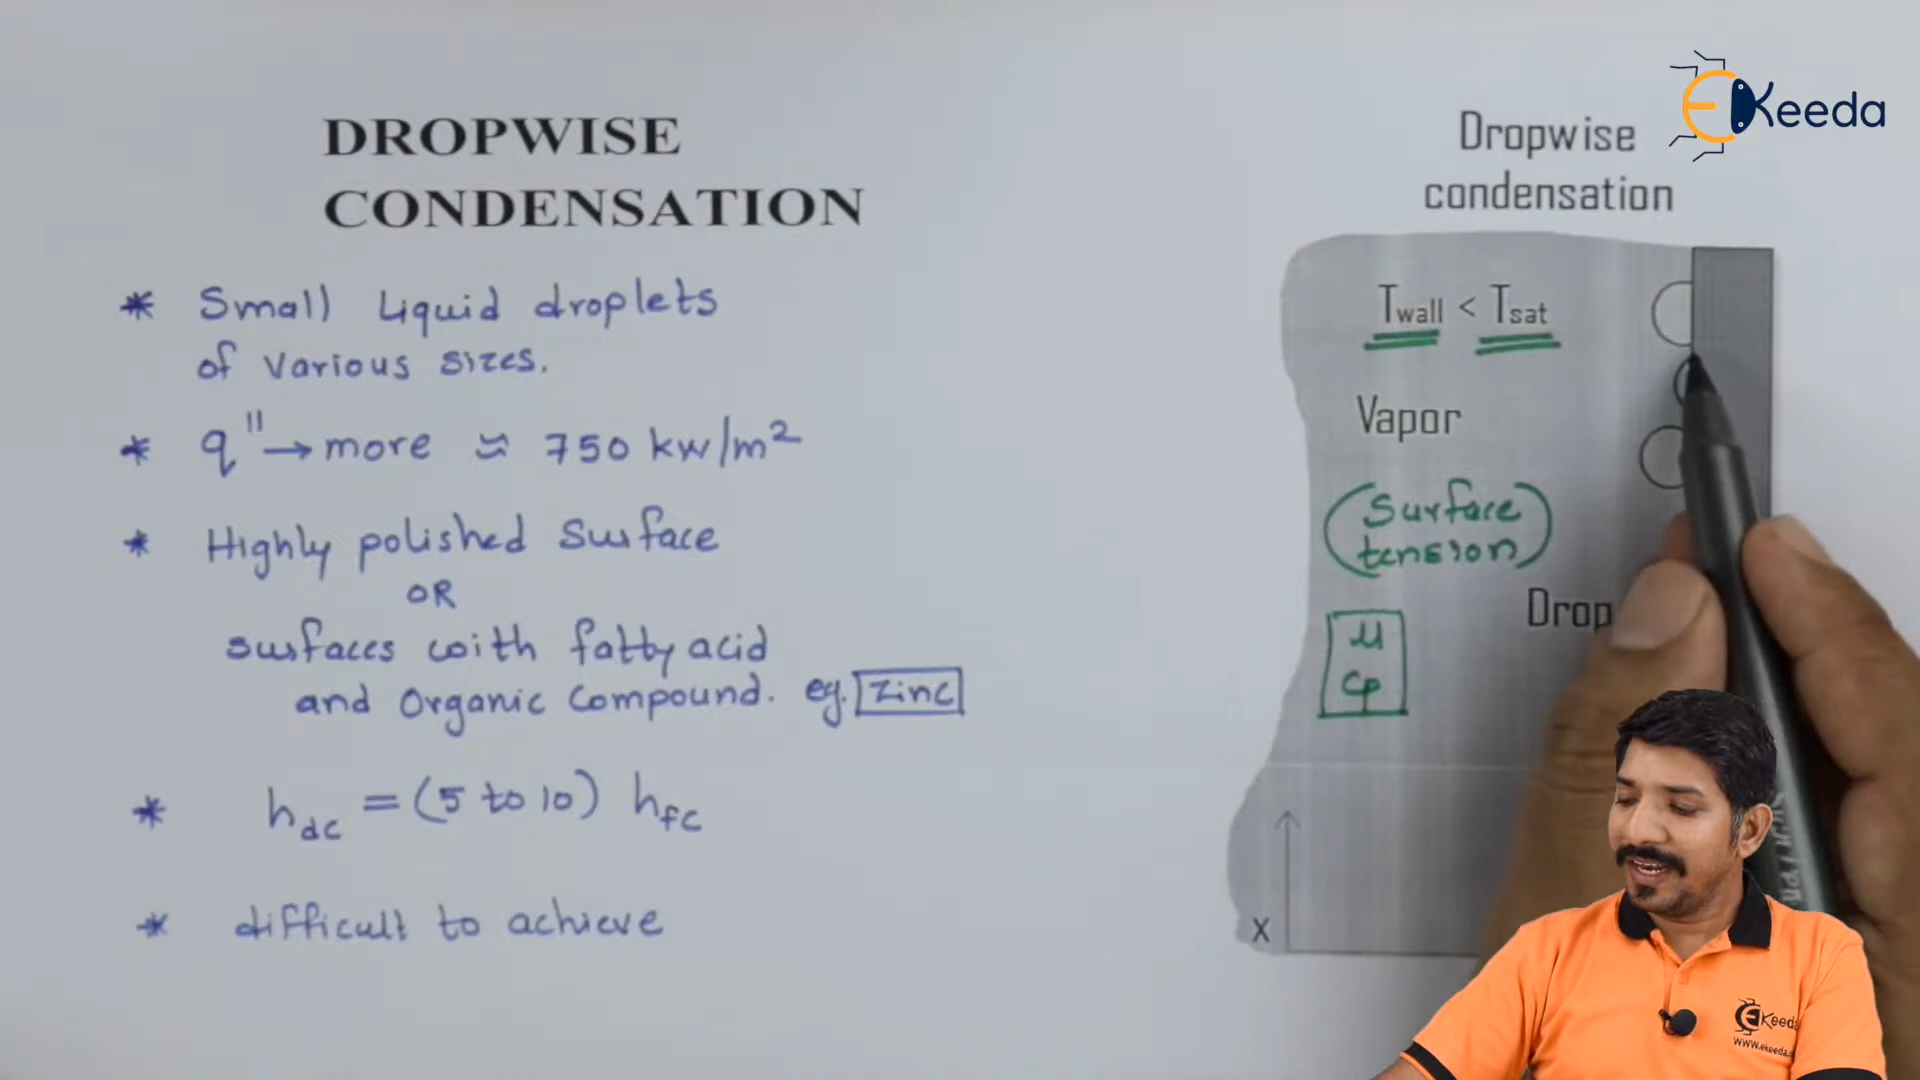 DROPWISE
CONDENSATION
* Small Liquid droplets
of various sizes.
* q" → more ≈ 750 kw/m²
* Highly polished Surface
OR
surfaces with fatty acid
and Organic Compound. eg. Zinc
* hdc = (5 to 10) hfc
* difficult to achieve
EKeeda
Dropwise
condensation
Twall < Tsat
Vapor
(Surface
tension)
Drop
μ
Cp
X
EKeeda